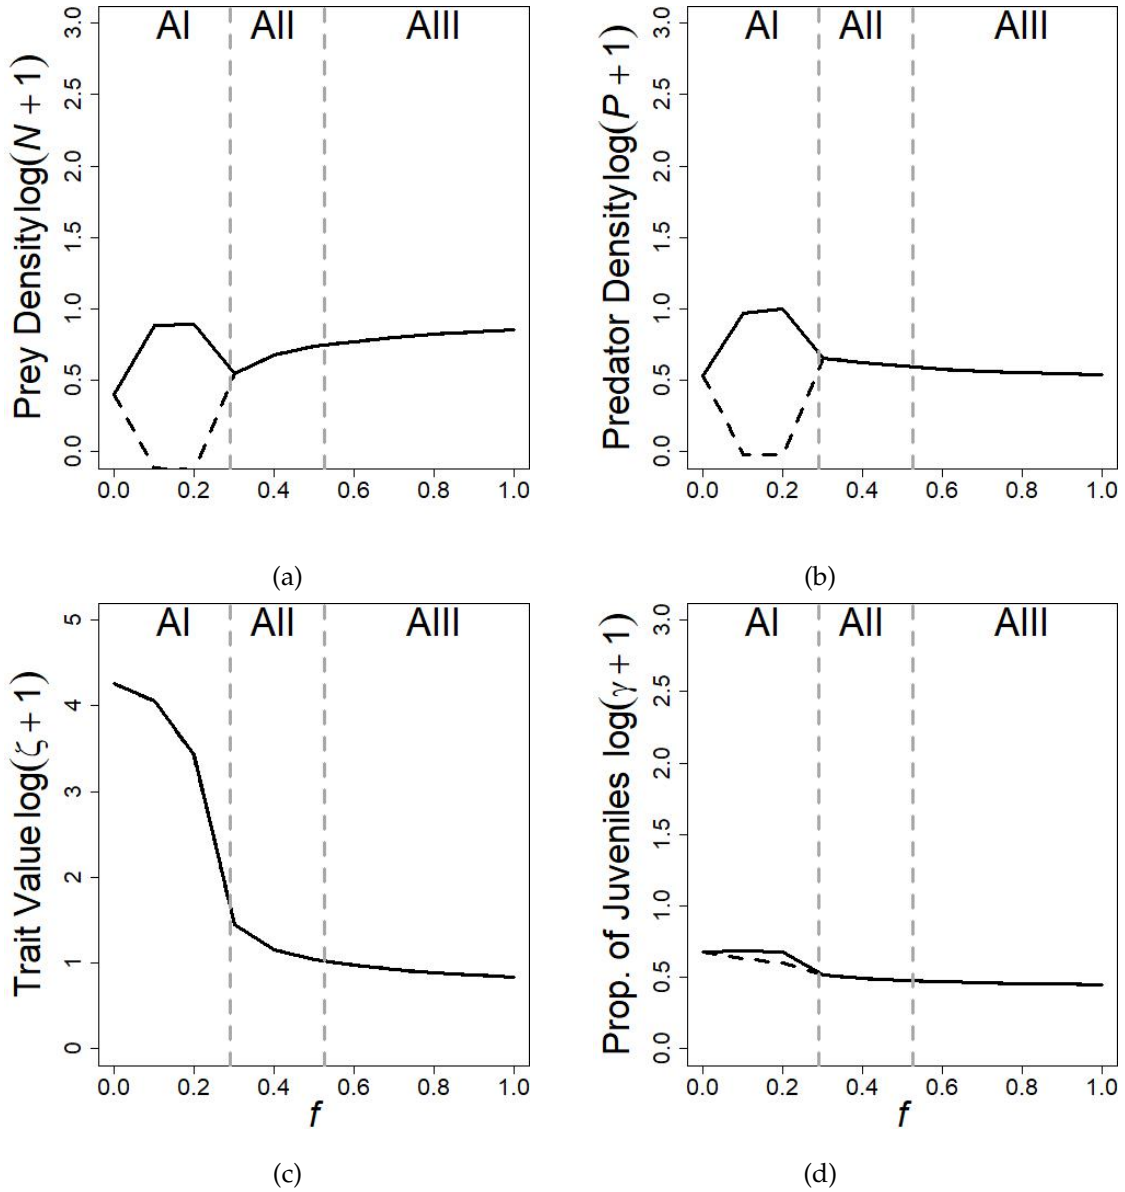 AI AII AIII
Prey Density log(N + 1)
3.0
2.5
2.0
1.5
1.0
0.5
0.0
0.0 0.2 0.4 0.6 0.8 1.0
(a)
AI AII AIII
Predator Density log(P + 1)
3.0
2.5
2.0
1.5
1.0
0.5
0.0
0.0 0.2 0.4 0.6 0.8 1.0
(b)
AI AII AIII
Trait Value log(ζ + 1)
5
4
3
2
1
0
0.0 0.2 0.4 0.6 0.8 1.0
f
(c)
AI AII AIII
Prop. of Juveniles log(γ + 1)
3.0
2.5
2.0
1.5
1.0
0.5
0.0
0.0 0.2 0.4 0.6 0.8 1.0
f
(d)